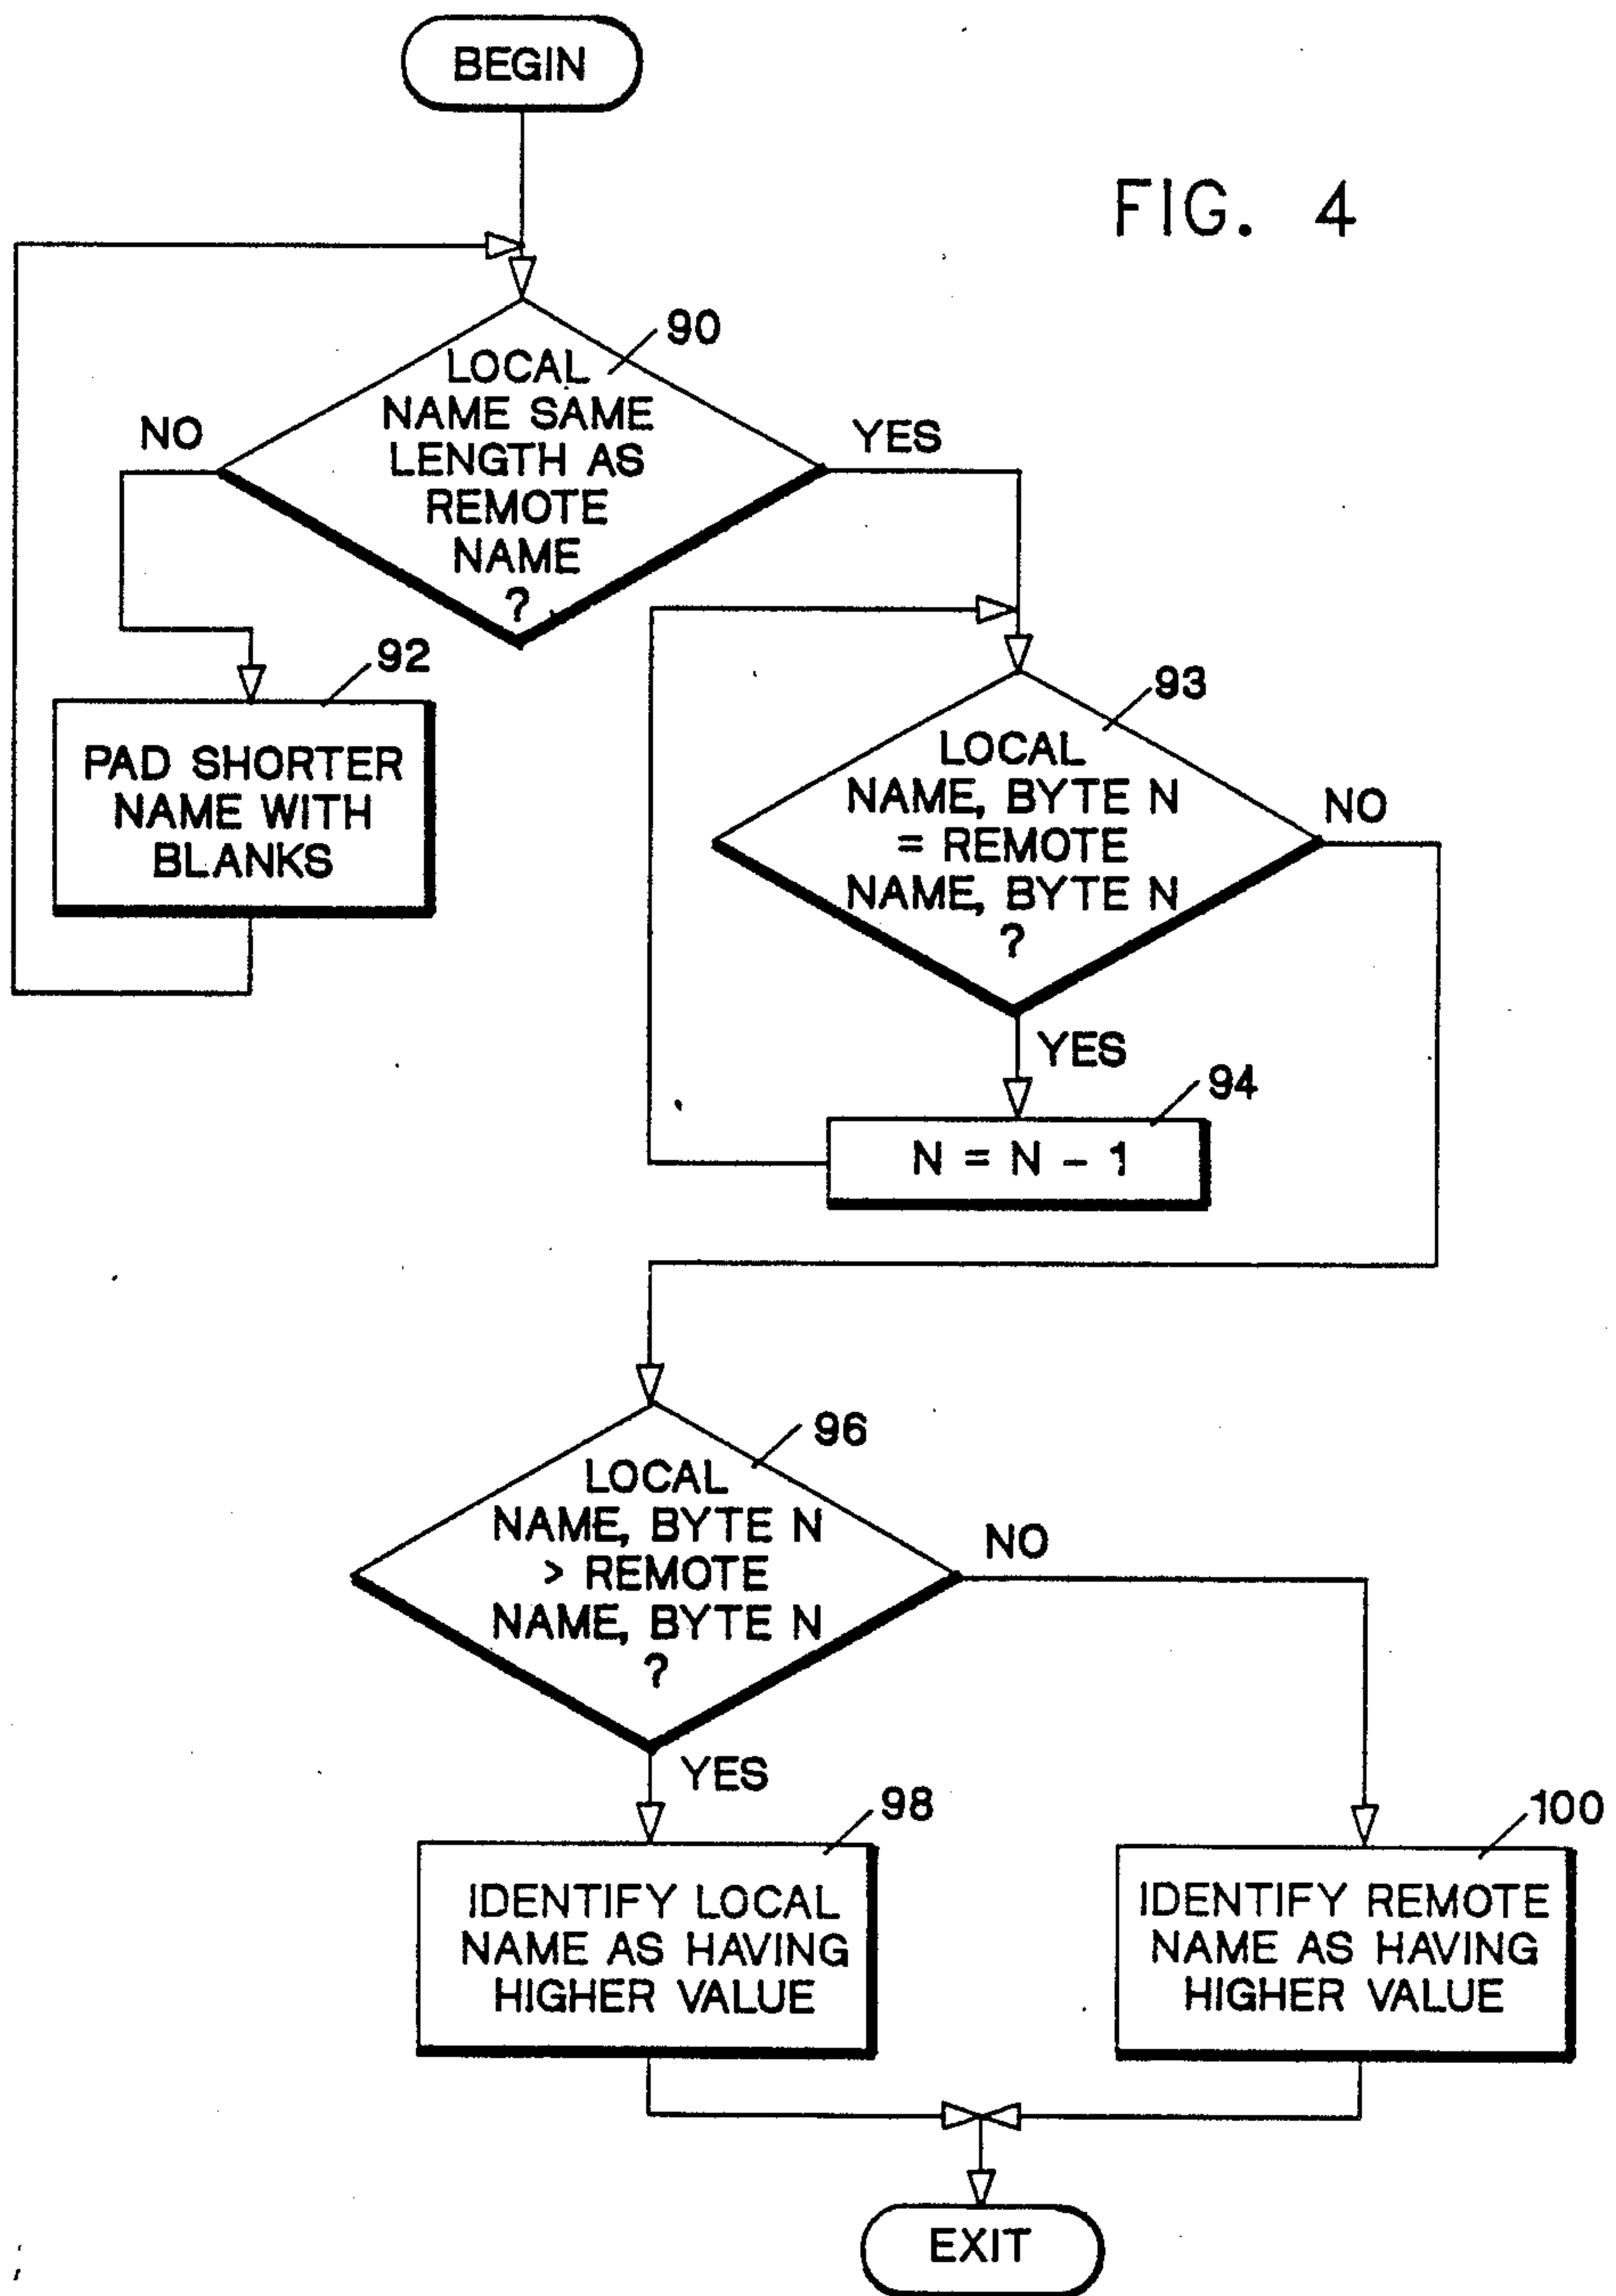 BEGIN
FIG. 4
90
LOCAL
NAME SAME
LENGTH AS
REMOTE
NAME
?
NO
YES
92
PAD SHORTER
NAME WITH
BLANKS
93
LOCAL
NAME, BYTE N
= REMOTE
NAME, BYTE N
?
NO
YES
94
N = N - 1
96
LOCAL
NAME, BYTE N
> REMOTE
NAME, BYTE N
?
NO
YES
98
IDENTIFY LOCAL
NAME AS HAVING
HIGHER VALUE
100
IDENTIFY REMOTE
NAME AS HAVING
HIGHER VALUE
EXIT